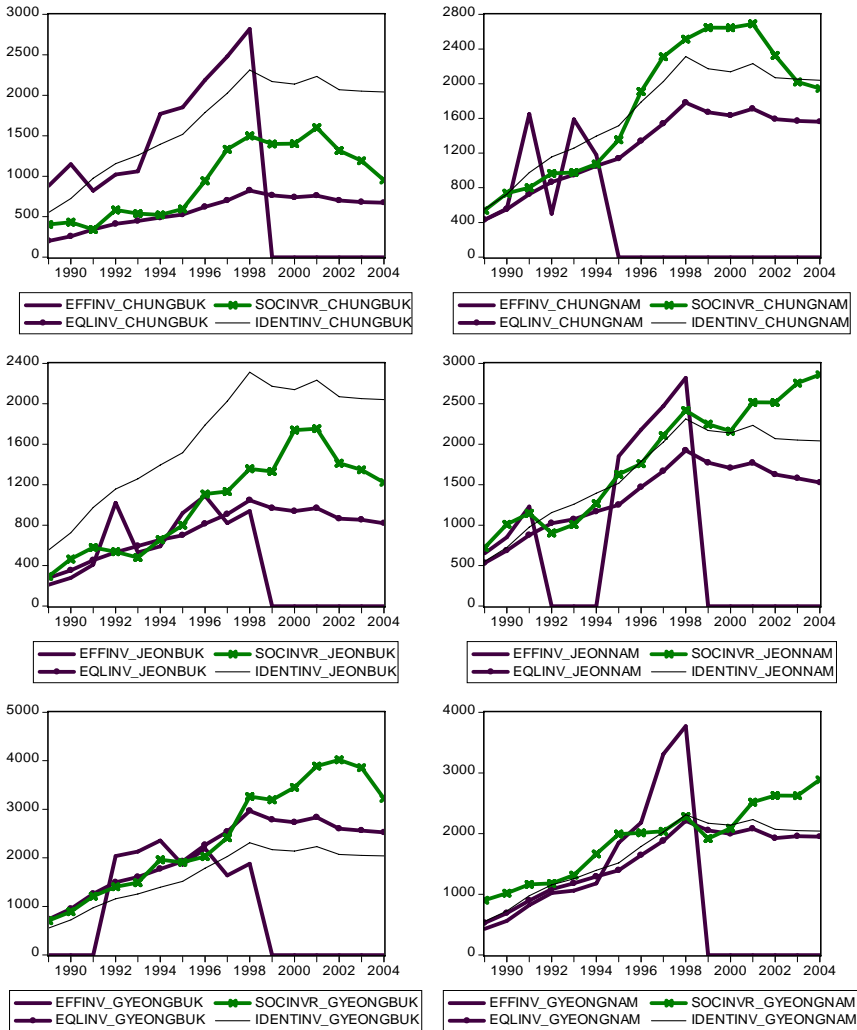 3000
2500
2000
1500
1000
500
0
1990 1992 1994 1996 1998 2000 2002 2004
EFFINV_CHUNGBUK SOCINVR_CHUNGBUK
EQLINV_CHUNGBUK IDENTINV_CHUNGBUK
2800
2400
2000
1600
1200
800
400
0
1990 1992 1994 1996 1998 2000 2002 2004
EFFINV_CHUNGNAM SOCINVR_CHUNGNAM
EQLINV_CHUNGNAM IDENTINV_CHUNGNAM
2400
2000
1600
1200
800
400
0
1990 1992 1994 1996 1998 2000 2002 2004
EFFINV_JEONBUK SOCINVR_JEONBUK
EQLINV_JEONBUK IDENTINV_JEONBUK
3000
2500
2000
1500
1000
500
0
1990 1992 1994 1996 1998 2000 2002 2004
EFFINV_JEONNAM SOCINVR_JEONNAM
EQLINV_JEONNAM IDENTINV_JEONNAM
5000
4000
3000
2000
1000
0
1990 1992 1994 1996 1998 2000 2002 2004
EFFINV_GYEONGBUK SOCINVR_GYEONGBUK
EQLINV_GYEONGBUK IDENTINV_GYEONGBUK
4000
3000
2000
1000
0
1990 1992 1994 1996 1998 2000 2002 2004
EFFINV_GYEONGNAM SOCINVR_GYEONGNAM
EQLINV_GYEONGNAM IDENTINV_GYEONGNAM